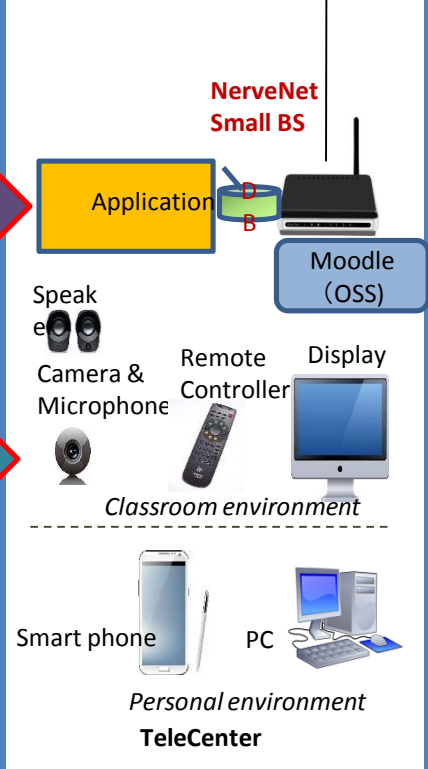 NerveNet
Small BS
Application
D
B
Moodle
（OSS)
Speak
e
Camera &
Microphone
Remote
Controller
Display
Classroom environment
Smart phone
PC
Personal environment
TeleCenter